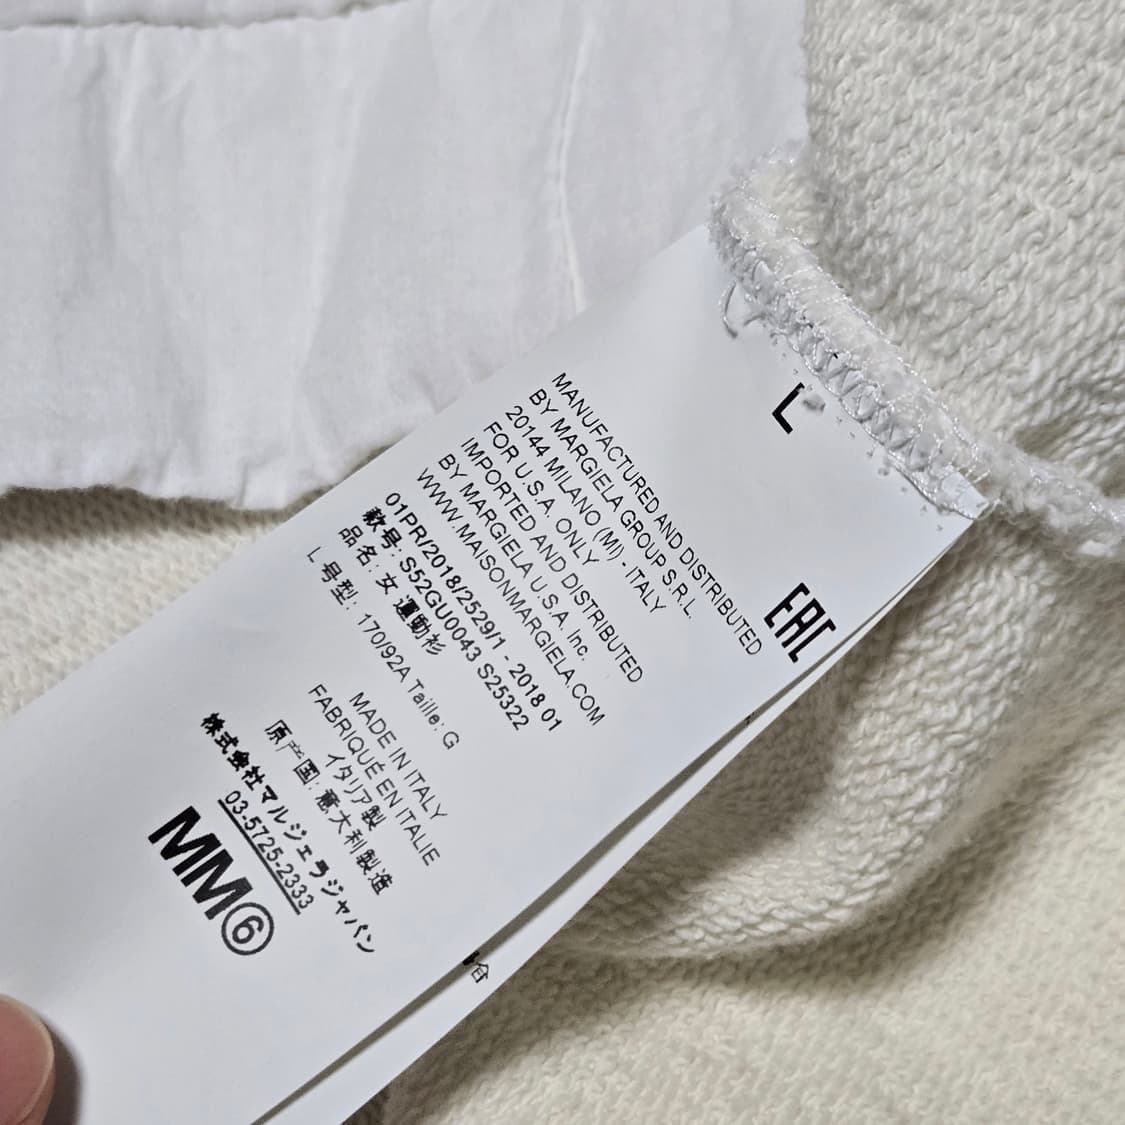 L
EAC
MANUFACTURED AND DISTRIBUTED
BY MARGIELA GROUP S.R.L.
20144 MILANO (MI) - ITALY
FOR U.S.A. ONLY
IMPORTED AND DISTRIBUTED
BY MARGIELA U.S.A. Inc.
WWW.MAISONMARGIELA.COM
01PR/2018/2529/1 - 2018 01
款号: S52GU0043 S25322
品名: 女 運動衫
L 号型: 170/92A Taille: G
MADE IN ITALY
FABRIQUÉ EN ITALIE
イタリア製
原产国: 意大利製造
株式会社マルジェラジャパン
03-5725-2333
MM⑥